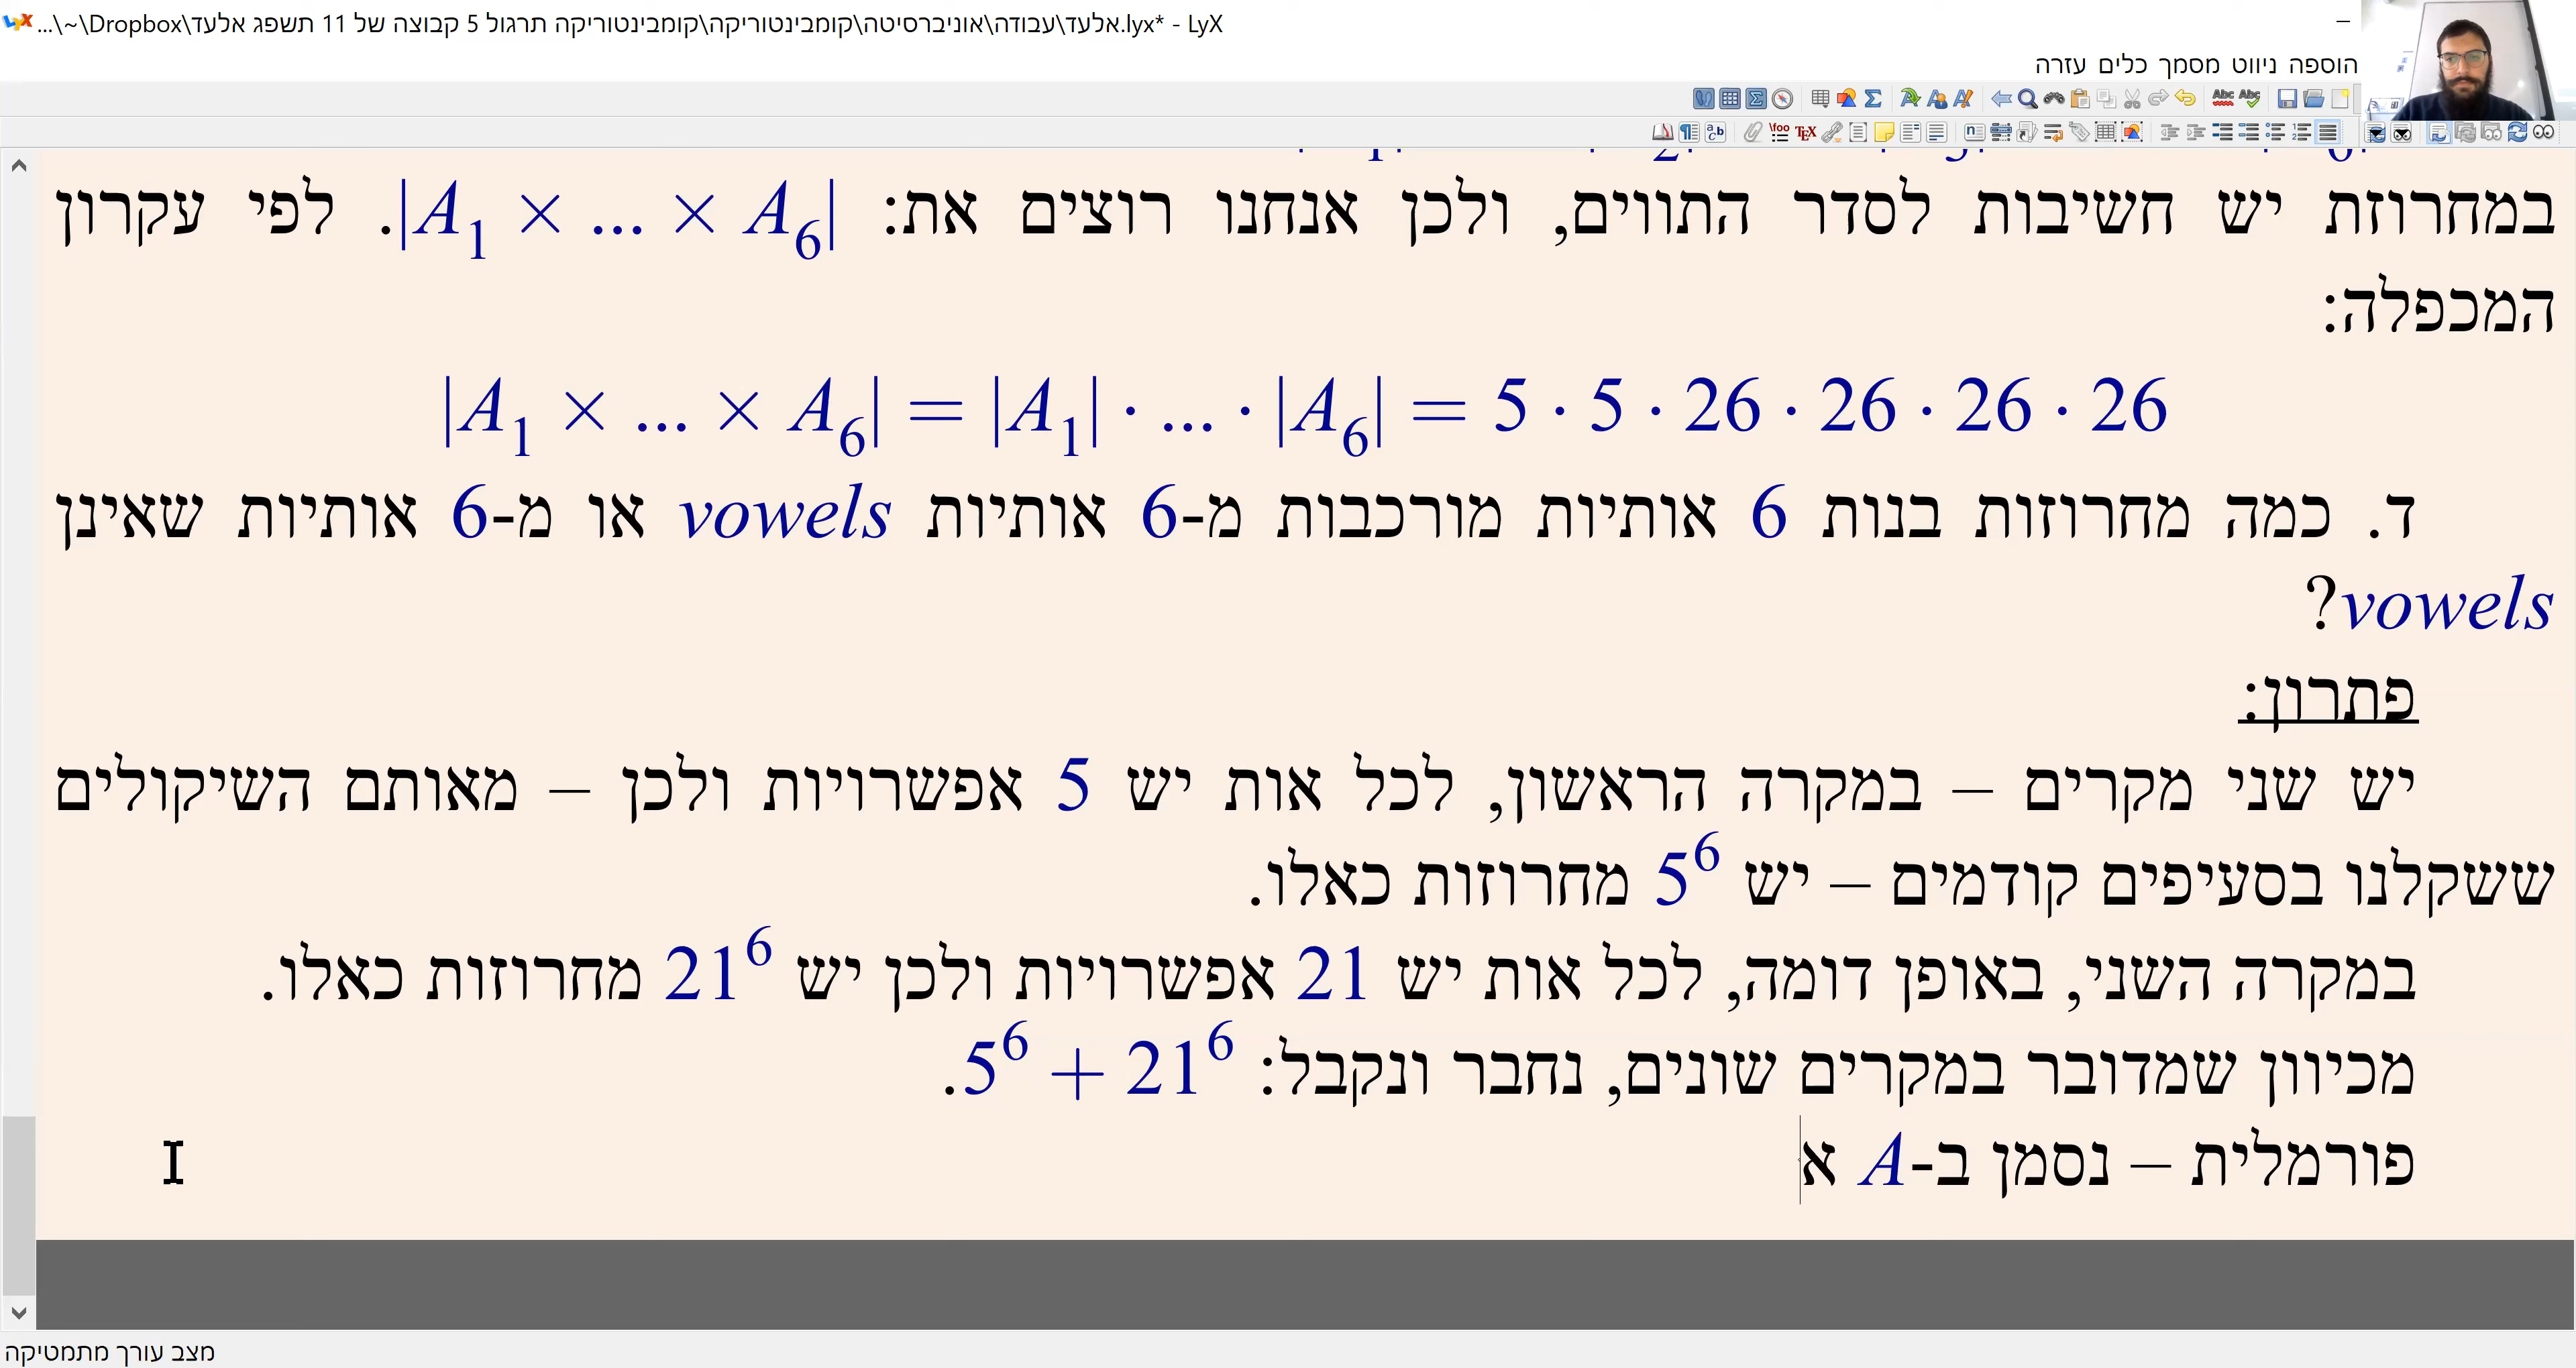 ...\~\Dropbox\אלעד\עבודה\אוניברסיטה\קומבינטוריקה\קומבינטוריקה תרגול 5 קבוצה של 11 תשפג אלעד.lyx* - LyX
הוספה ניווט מסמך כלים עזרה
במחרוזת יש חשיבות לסדר התווים, ולכן אנחנו רוצים את: |A₁ × ... × A₆|. לפי עקרון
המכפלה:
|A₁ × ... × A₆| = |A₁| · ... · |A₆| = 5 · 5 · 26 · 26 · 26 · 26
ד. כמה מחרוזות בנות 6 אותיות מורכבות מ-6 אותיות vowels או מ-6 אותיות שאינן
vowels?
פתרון:
יש שני מקרים – במקרה הראשון, לכל אות יש 5 אפשרויות ולכן – מאותם השיקולים
ששקלנו בסעיפים קודמים – יש 5⁶ מחרוזות כאלו.
במקרה השני, באופן דומה, לכל אות יש 21 אפשרויות ולכן יש 21⁶ מחרוזות כאלו.
מכיוון שמדובר במקרים שונים, נחבר ונקבל: 5⁶ + 21⁶.
פורמלית – נסמן ב-A א
מצב עורך מתמטיקה